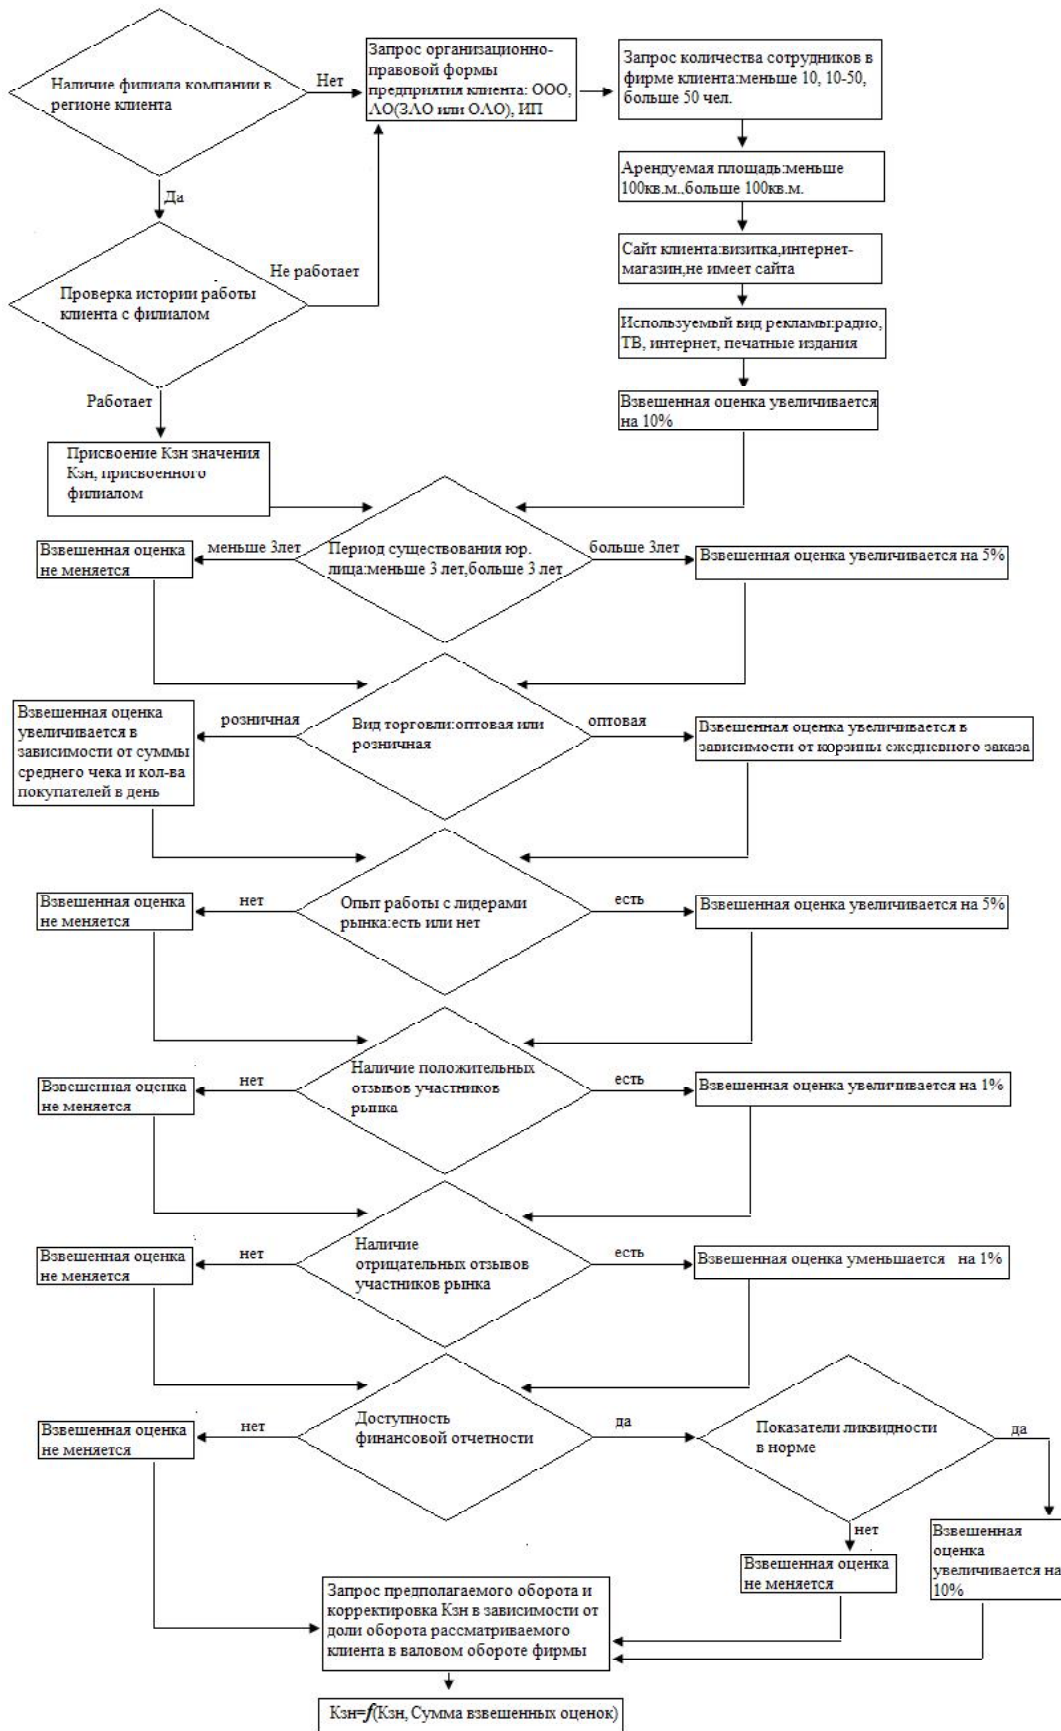 Наличие филиала компании в
регионе клиента
Нет
Запрос организационно-
правовой формы
предприятия клиента: ООО,
АО(ЗАО или ОАО), ИП
Запрос количества сотрудников в
фирме клиента:меньше 10, 10-50,
больше 50 чел.
Да
Арендуемая площадь:меньше
100кв.м.,больше 100кв.м.
Сайт клиента:визитка,интернет-
магазин,не имеет сайта
Не работает
Проверка истории работы
клиента с филиалом
Используемый вид рекламы:радио,
ТВ, интернет, печатные издания
Работает
Взвешенная оценка увеличивается
на 10%
Присвоение Кзн значения
Кзн, присвоенного
филиалом
Взвешенная оценка
не меняется
меньше 3лет
Период существования юр.
лица:меньше 3 лет,больше 3 лет
больше 3лет
Взвешенная оценка увеличивается на 5%
Взвешенная оценка
увеличивается в
зависимости от суммы
среднего чека и кол-ва
покупателей в день
розничная
Вид торговли:оптовая или
розничная
оптовая
Взвешенная оценка увеличивается в
зависимости от корзины ежедневного заказа
Взвешенная оценка
не меняется
нет
Опыт работы с лидерами
рынка:есть или нет
есть
Взвешенная оценка увеличивается на 5%
Взвешенная оценка
не меняется
нет
Наличие положительных
отзывов участников
рынка
есть
Взвешенная оценка увеличивается на 1%
Взвешенная оценка
не меняется
нет
Наличие
отрицательных отзывов
участников рынка
есть
Взвешенная оценка уменьшается на 1%
Взвешенная оценка
не меняется
нет
Доступность
финансовой отчетности
да
Показатели ликвидности
в норме
да
нет
Взвешенная оценка
не меняется
Взвешенная
оценка
увеличивается на
10%
Запрос предполагаемого оборота и
корректировка Кзн в зависимости от
доли оборота рассматриваемого
клиента в валовом обороте фирмы
Кзн=f(Кзн, Сумма взвешенных оценок)